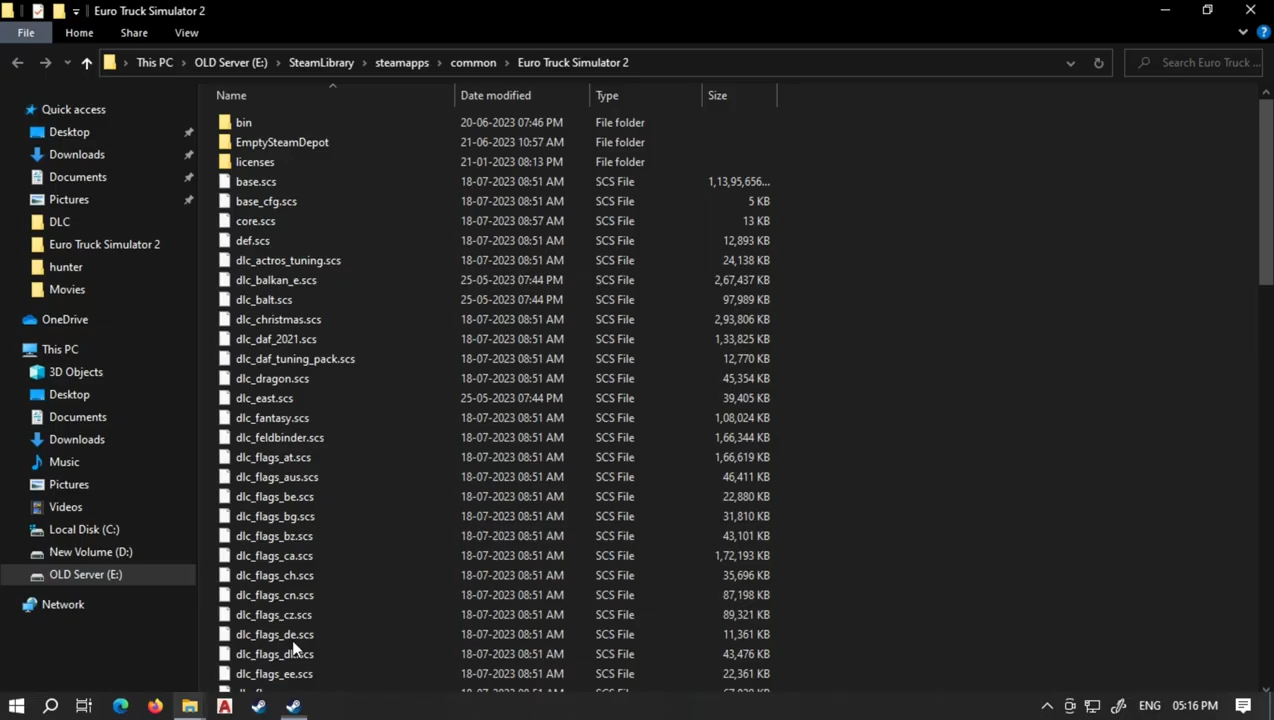 Euro Truck Simulator 2
File Home Share View
This PC OLD Server (E:) SteamLibrary steamapps common Euro Truck Simulator 2 Search Euro Truck ...
Name Date modified Type Size
Quick access
Desktop
Downloads
Documents
Pictures
DLC
Euro Truck Simulator 2
hunter
Movies
OneDrive
This PC
3D Objects
Desktop
Documents
Downloads
Music
Pictures
Videos
Local Disk (C:)
New Volume (D:)
OLD Server (E:)
Network
bin 20-06-2023 07:46 PM File folder
EmptySteamDepot 21-06-2023 10:57 AM File folder
licenses 21-01-2023 08:13 PM File folder
base.scs 18-07-2023 08:51 AM SCS File 1,13,95,656...
base_cfg.scs 18-07-2023 08:51 AM SCS File 5 KB
core.scs 18-07-2023 08:57 AM SCS File 13 KB
def.scs 18-07-2023 08:51 AM SCS File 12,893 KB
dlc_actros_tuning.scs 18-07-2023 08:51 AM SCS File 24,138 KB
dlc_balkan_e.scs 25-05-2023 07:44 PM SCS File 2,67,437 KB
dlc_balt.scs 25-05-2023 07:44 PM SCS File 97,989 KB
dlc_christmas.scs 18-07-2023 08:51 AM SCS File 2,93,806 KB
dlc_daf_2021.scs 18-07-2023 08:51 AM SCS File 1,33,825 KB
dlc_daf_tuning_pack.scs 18-07-2023 08:51 AM SCS File 12,770 KB
dlc_dragon.scs 18-07-2023 08:51 AM SCS File 45,354 KB
dlc_east.scs 25-05-2023 07:44 PM SCS File 39,405 KB
dlc_fantasy.scs 18-07-2023 08:51 AM SCS File 1,08,024 KB
dlc_feldbinder.scs 18-07-2023 08:51 AM SCS File 1,66,344 KB
dlc_flags_at.scs 18-07-2023 08:51 AM SCS File 1,66,619 KB
dlc_flags_aus.scs 18-07-2023 08:51 AM SCS File 46,411 KB
dlc_flags_be.scs 18-07-2023 08:51 AM SCS File 22,880 KB
dlc_flags_bg.scs 18-07-2023 08:51 AM SCS File 31,810 KB
dlc_flags_bz.scs 18-07-2023 08:51 AM SCS File 43,101 KB
dlc_flags_ca.scs 18-07-2023 08:51 AM SCS File 1,72,193 KB
dlc_flags_ch.scs 18-07-2023 08:51 AM SCS File 35,696 KB
dlc_flags_cn.scs 18-07-2023 08:51 AM SCS File 87,198 KB
dlc_flags_cz.scs 18-07-2023 08:51 AM SCS File 89,321 KB
dlc_flags_de.scs 18-07-2023 08:51 AM SCS File 11,361 KB
18-07-2023 08:51 AM SCS File 43,476 KB
dlc_flags_ee.scs 18-07-2023 08:51 AM SCS File 22,361 KB
ENG 05:16 PM